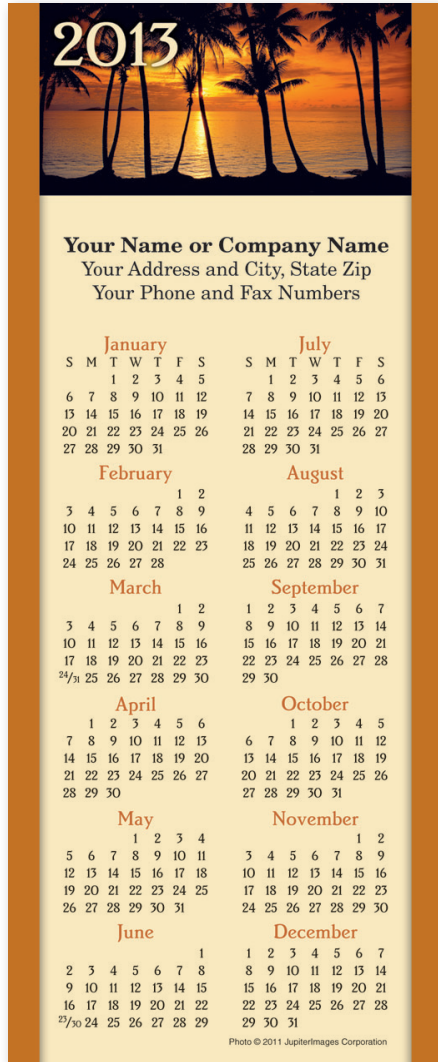 2013
Your Name or Company Name
Your Address and City, State Zip
Your Phone and Fax Numbers
January
S M T W T F S
1 2 3 4 5
6 7 8 9 10 11 12
13 14 15 16 17 18 19
20 21 22 23 24 25 26
27 28 29 30 31
February
1 2
3 4 5 6 7 8 9
10 11 12 13 14 15 16
17 18 19 20 21 22 23
24 25 26 27 28
March
1 2
3 4 5 6 7 8 9
10 11 12 13 14 15 16
17 18 19 20 21 22 23
24/31 25 26 27 28 29 30
April
1 2 3 4 5 6
7 8 9 10 11 12 13
14 15 16 17 18 19 20
21 22 23 24 25 26 27
28 29 30
May
1 2 3 4
5 6 7 8 9 10 11
12 13 14 15 16 17 18
19 20 21 22 23 24 25
26 27 28 29 30 31
June
1
2 3 4 5 6 7 8
9 10 11 12 13 14 15
16 17 18 19 20 21 22
23/30 24 25 26 27 28 29
July
S M T W T F S
1 2 3 4 5 6
7 8 9 10 11 12 13
14 15 16 17 18 19 20
21 22 23 24 25 26 27
28 29 30 31
August
1 2 3
4 5 6 7 8 9 10
11 12 13 14 15 16 17
18 19 20 21 22 23 24
25 26 27 28 29 30 31
September
1 2 3 4 5 6 7
8 9 10 11 12 13 14
15 16 17 18 19 20 21
22 23 24 25 26 27 28
29 30
October
1 2 3 4 5
6 7 8 9 10 11 12
13 14 15 16 17 18 19
20 21 22 23 24 25 26
27 28 29 30 31
November
1 2
3 4 5 6 7 8 9
10 11 12 13 14 15 16
17 18 19 20 21 22 23
24 25 26 27 28 29 30
December
1 2 3 4 5 6 7
8 9 10 11 12 13 14
15 16 17 18 19 20 21
22 23 24 25 26 27 28
29 30 31
Photo © 2011 JupiterImages Corporation